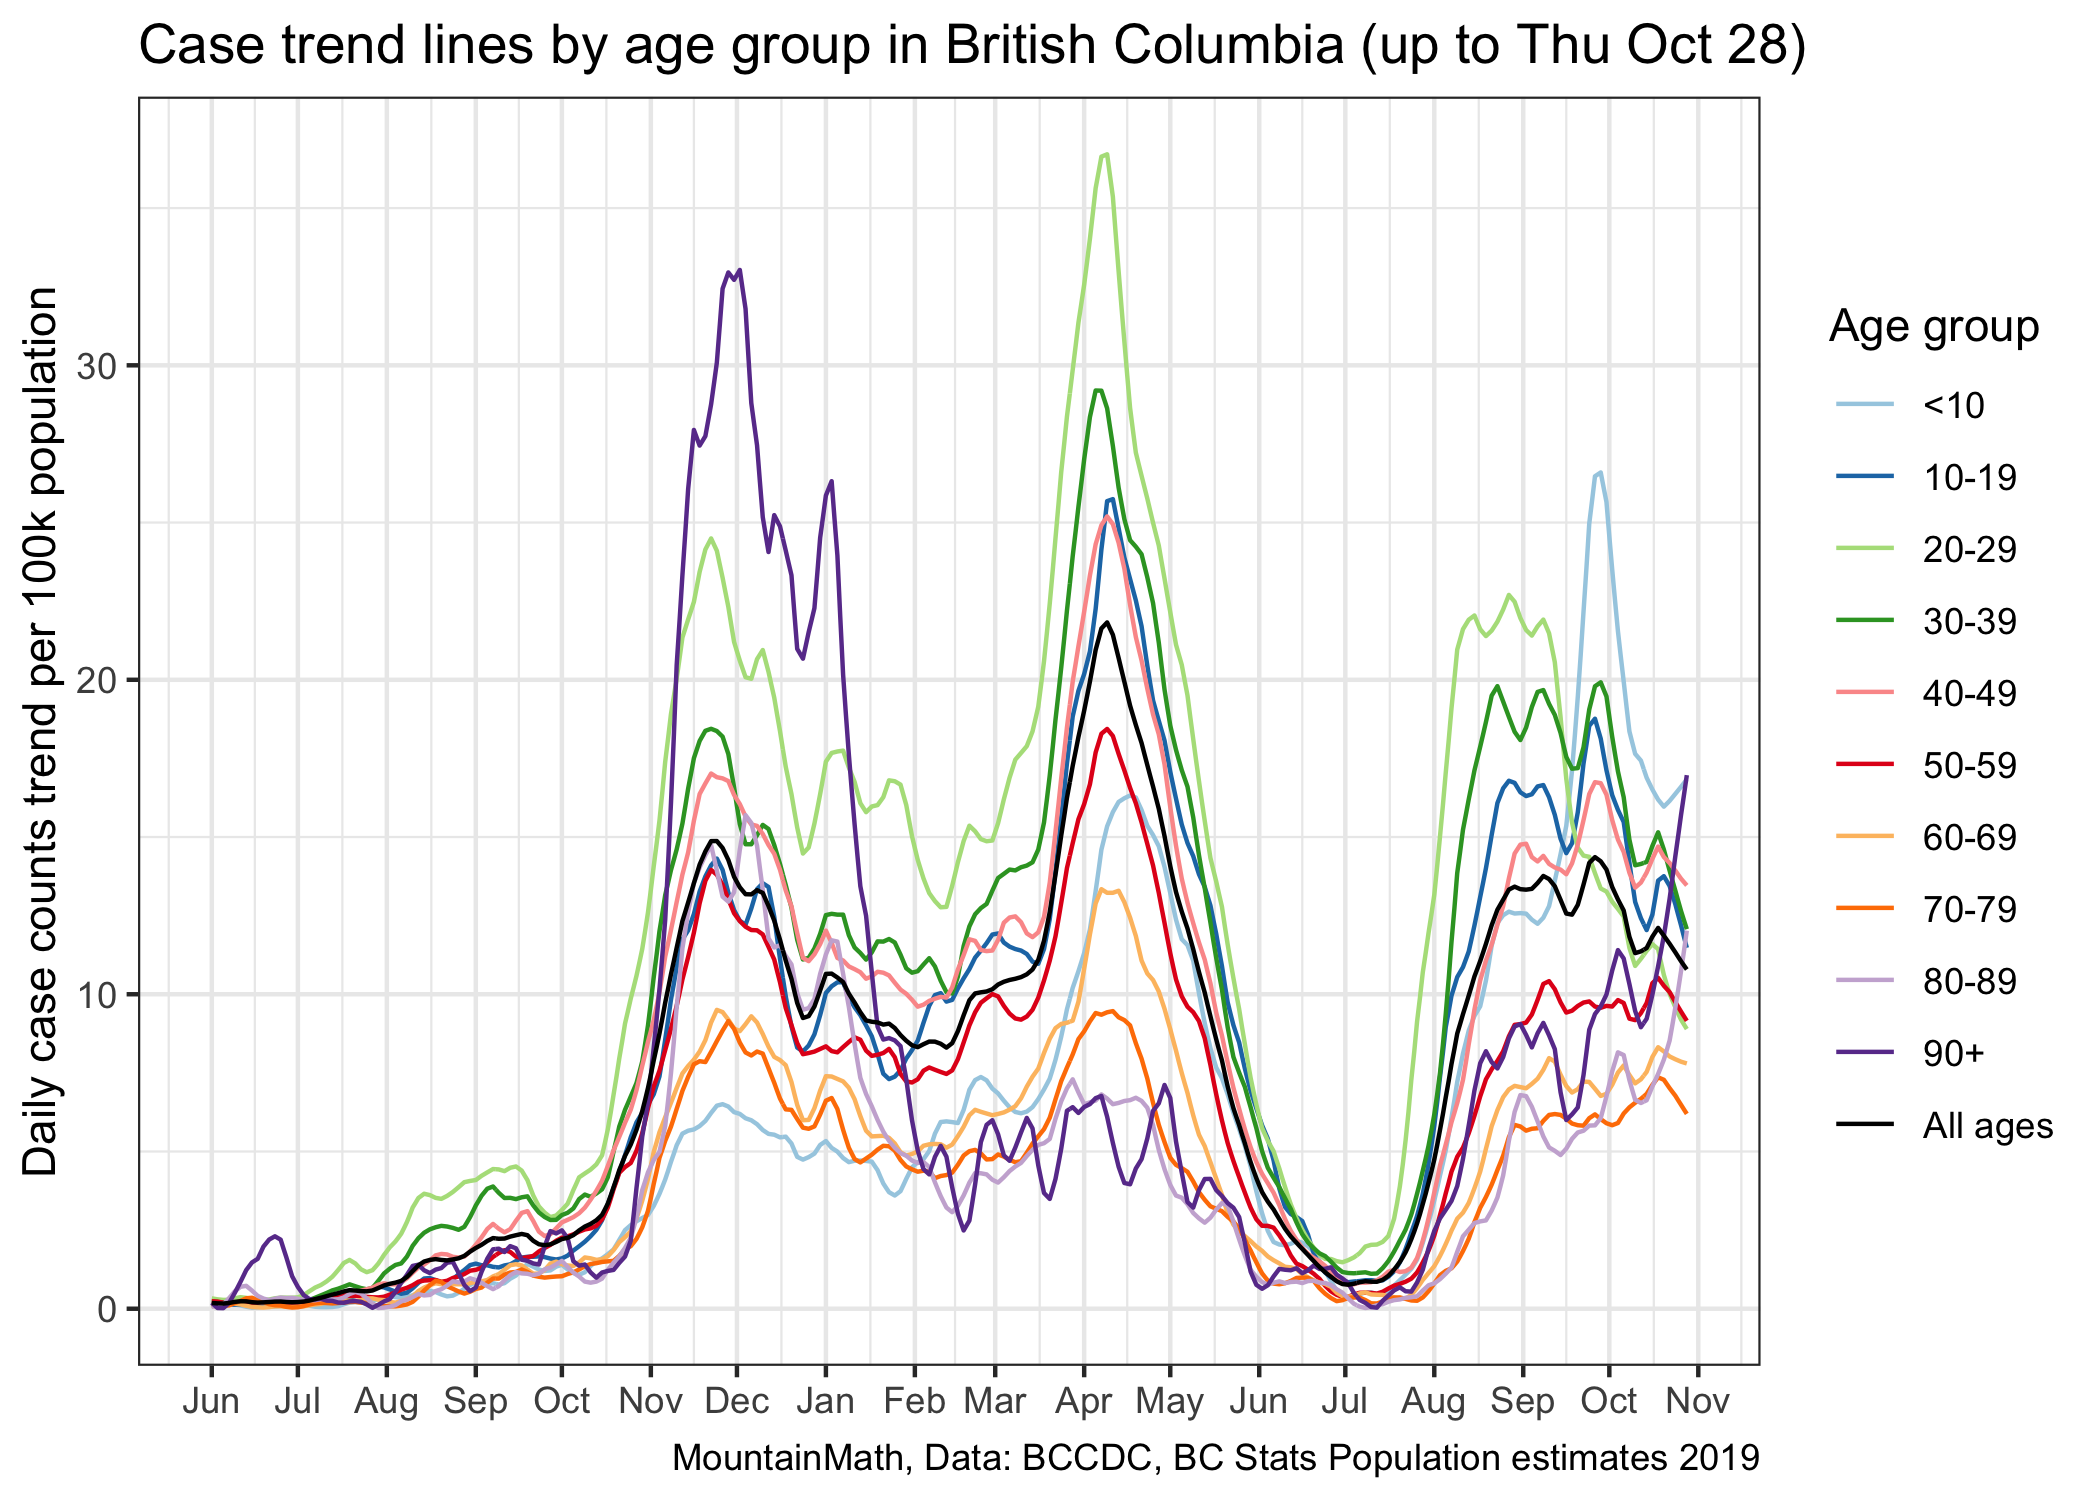 Case trend lines by age group in British Columbia (up to Thu Oct 28)
Daily case counts trend per 100k population
30
20
10
0
Jun Jul Aug Sep Oct Nov Dec Jan Feb Mar Apr May Jun Jul Aug Sep Oct Nov
MountainMath, Data: BCCDC, BC Stats Population estimates 2019
Age group
<10
10-19
20-29
30-39
40-49
50-59
60-69
70-79
80-89
90+
All ages